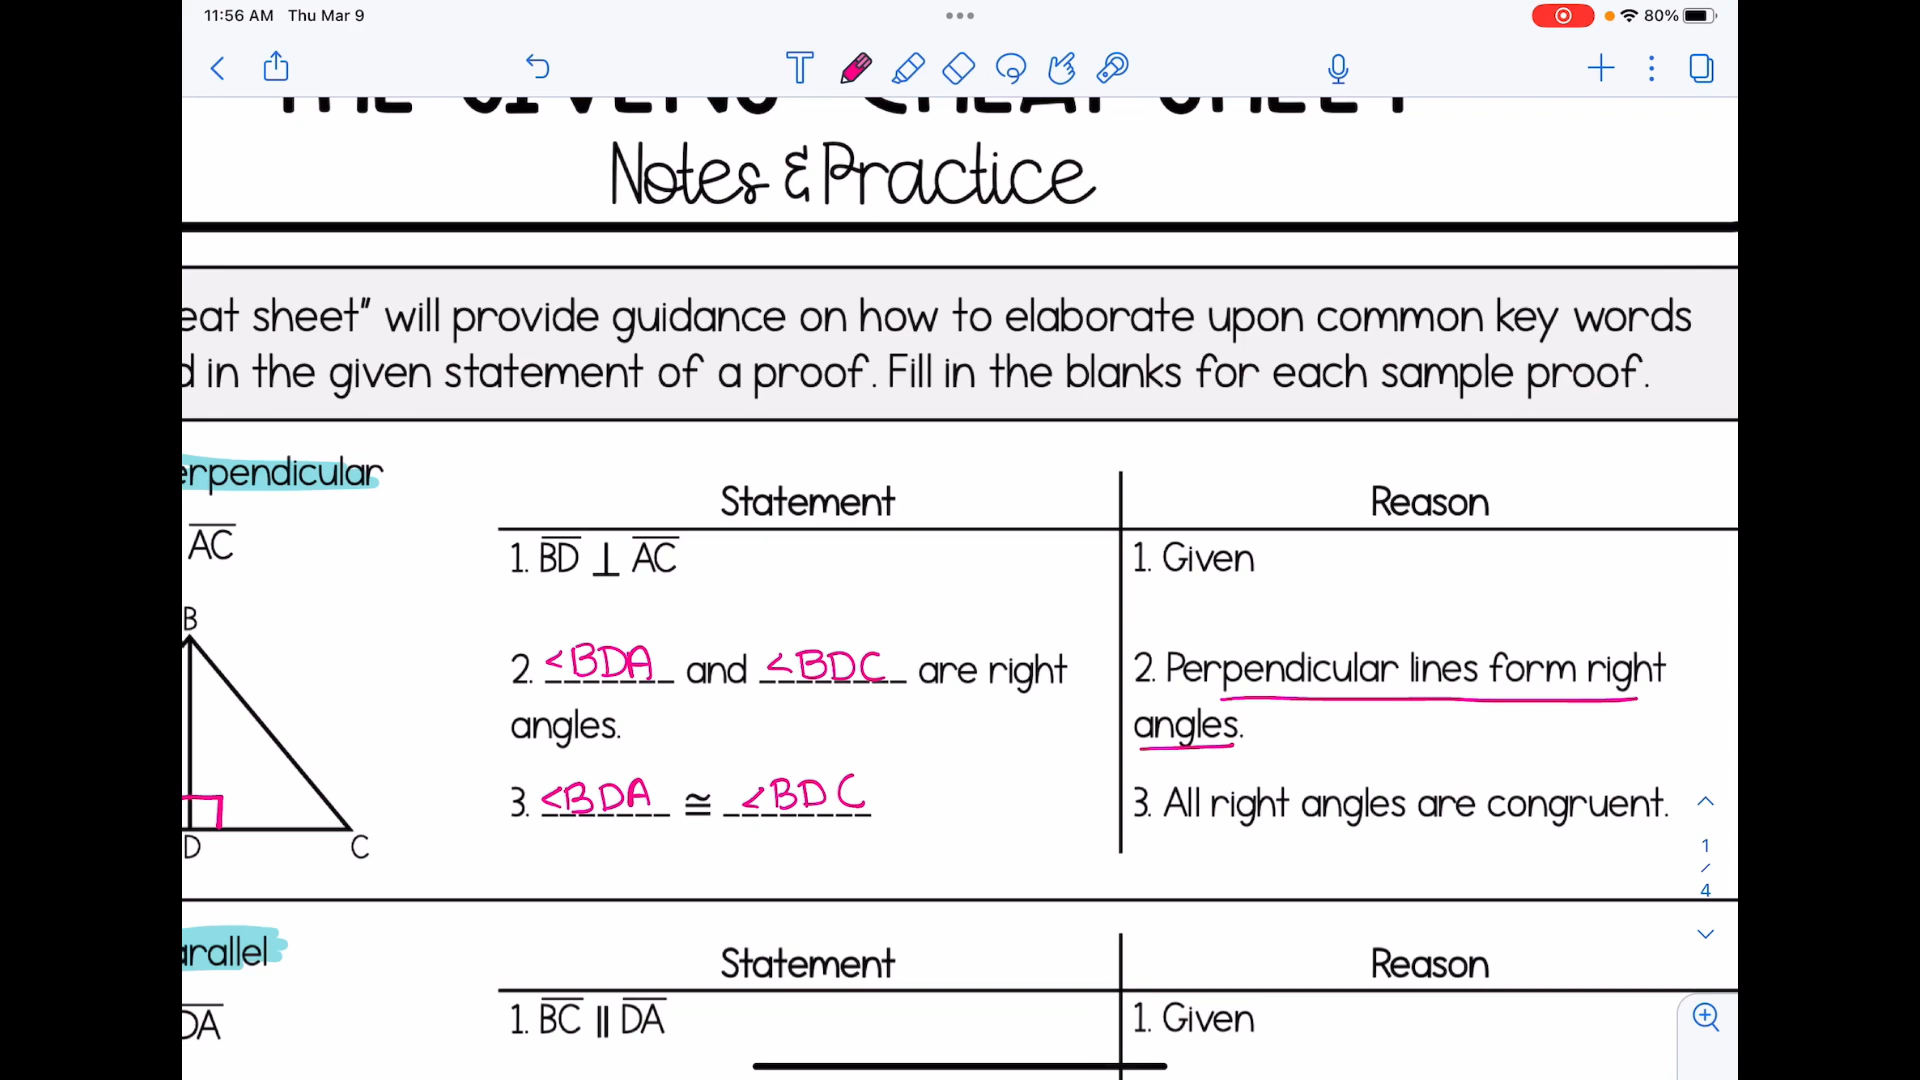 11:56 AM Thu Mar 9
80%
THE GIVENS CHEAT SHEET
Notes & Practice
eat sheet" will provide guidance on how to elaborate upon common key words
d in the given statement of a proof. Fill in the blanks for each sample proof.
erpendicular
AC
B
D
C
Statement
Reason
1. BD ⊥ AC
1. Given
2. <BDA and <BDC are right
angles.
2. Perpendicular lines form right
angles.
3. <BDA ≅ <BDC
3. All right angles are congruent.
1
/
4
arallel
DA
Statement
Reason
1. BC || DA
1. Given